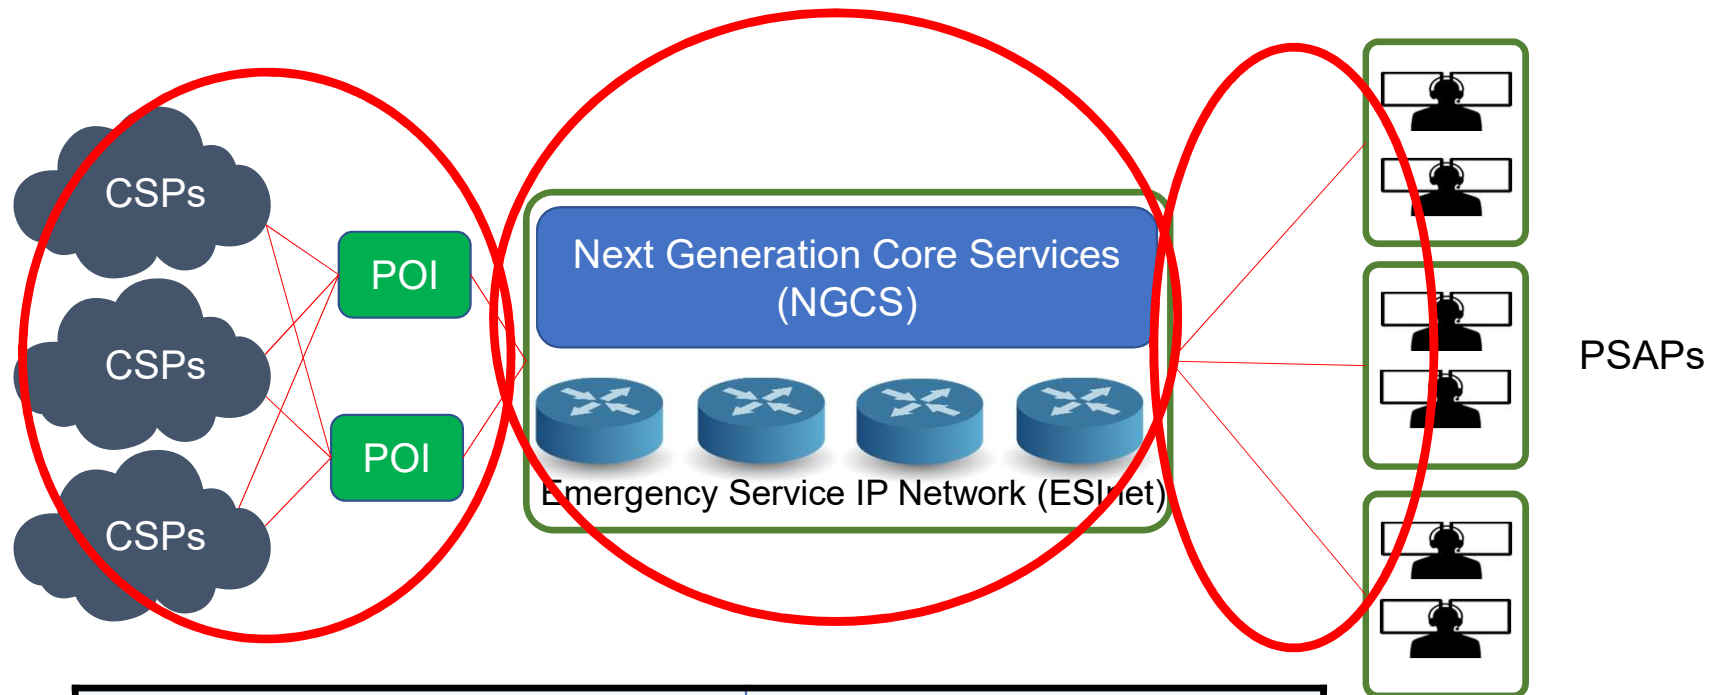 CSPs
CSPs
CSPs
POI
POI
Next Generation Core Services
(NGCS)
Emergency Service IP Network (ESInet)
PSAPs